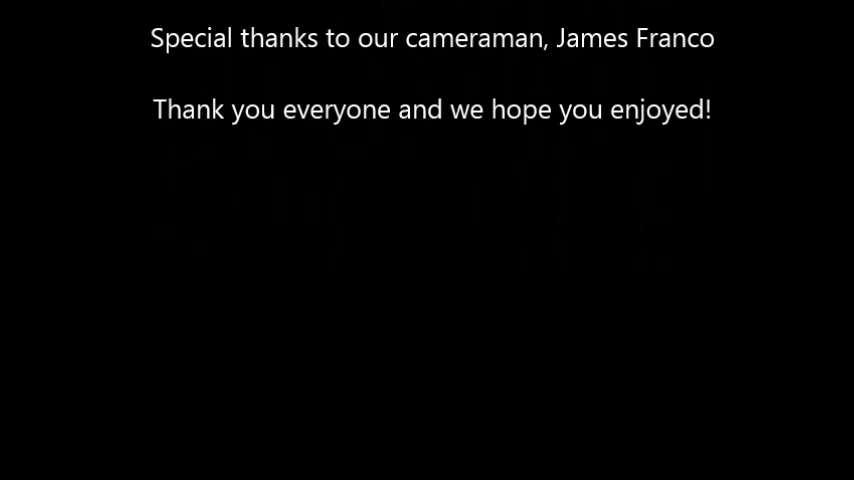 Special thanks to our cameraman, James Franco
Thank you everyone and we hope you enjoyed!